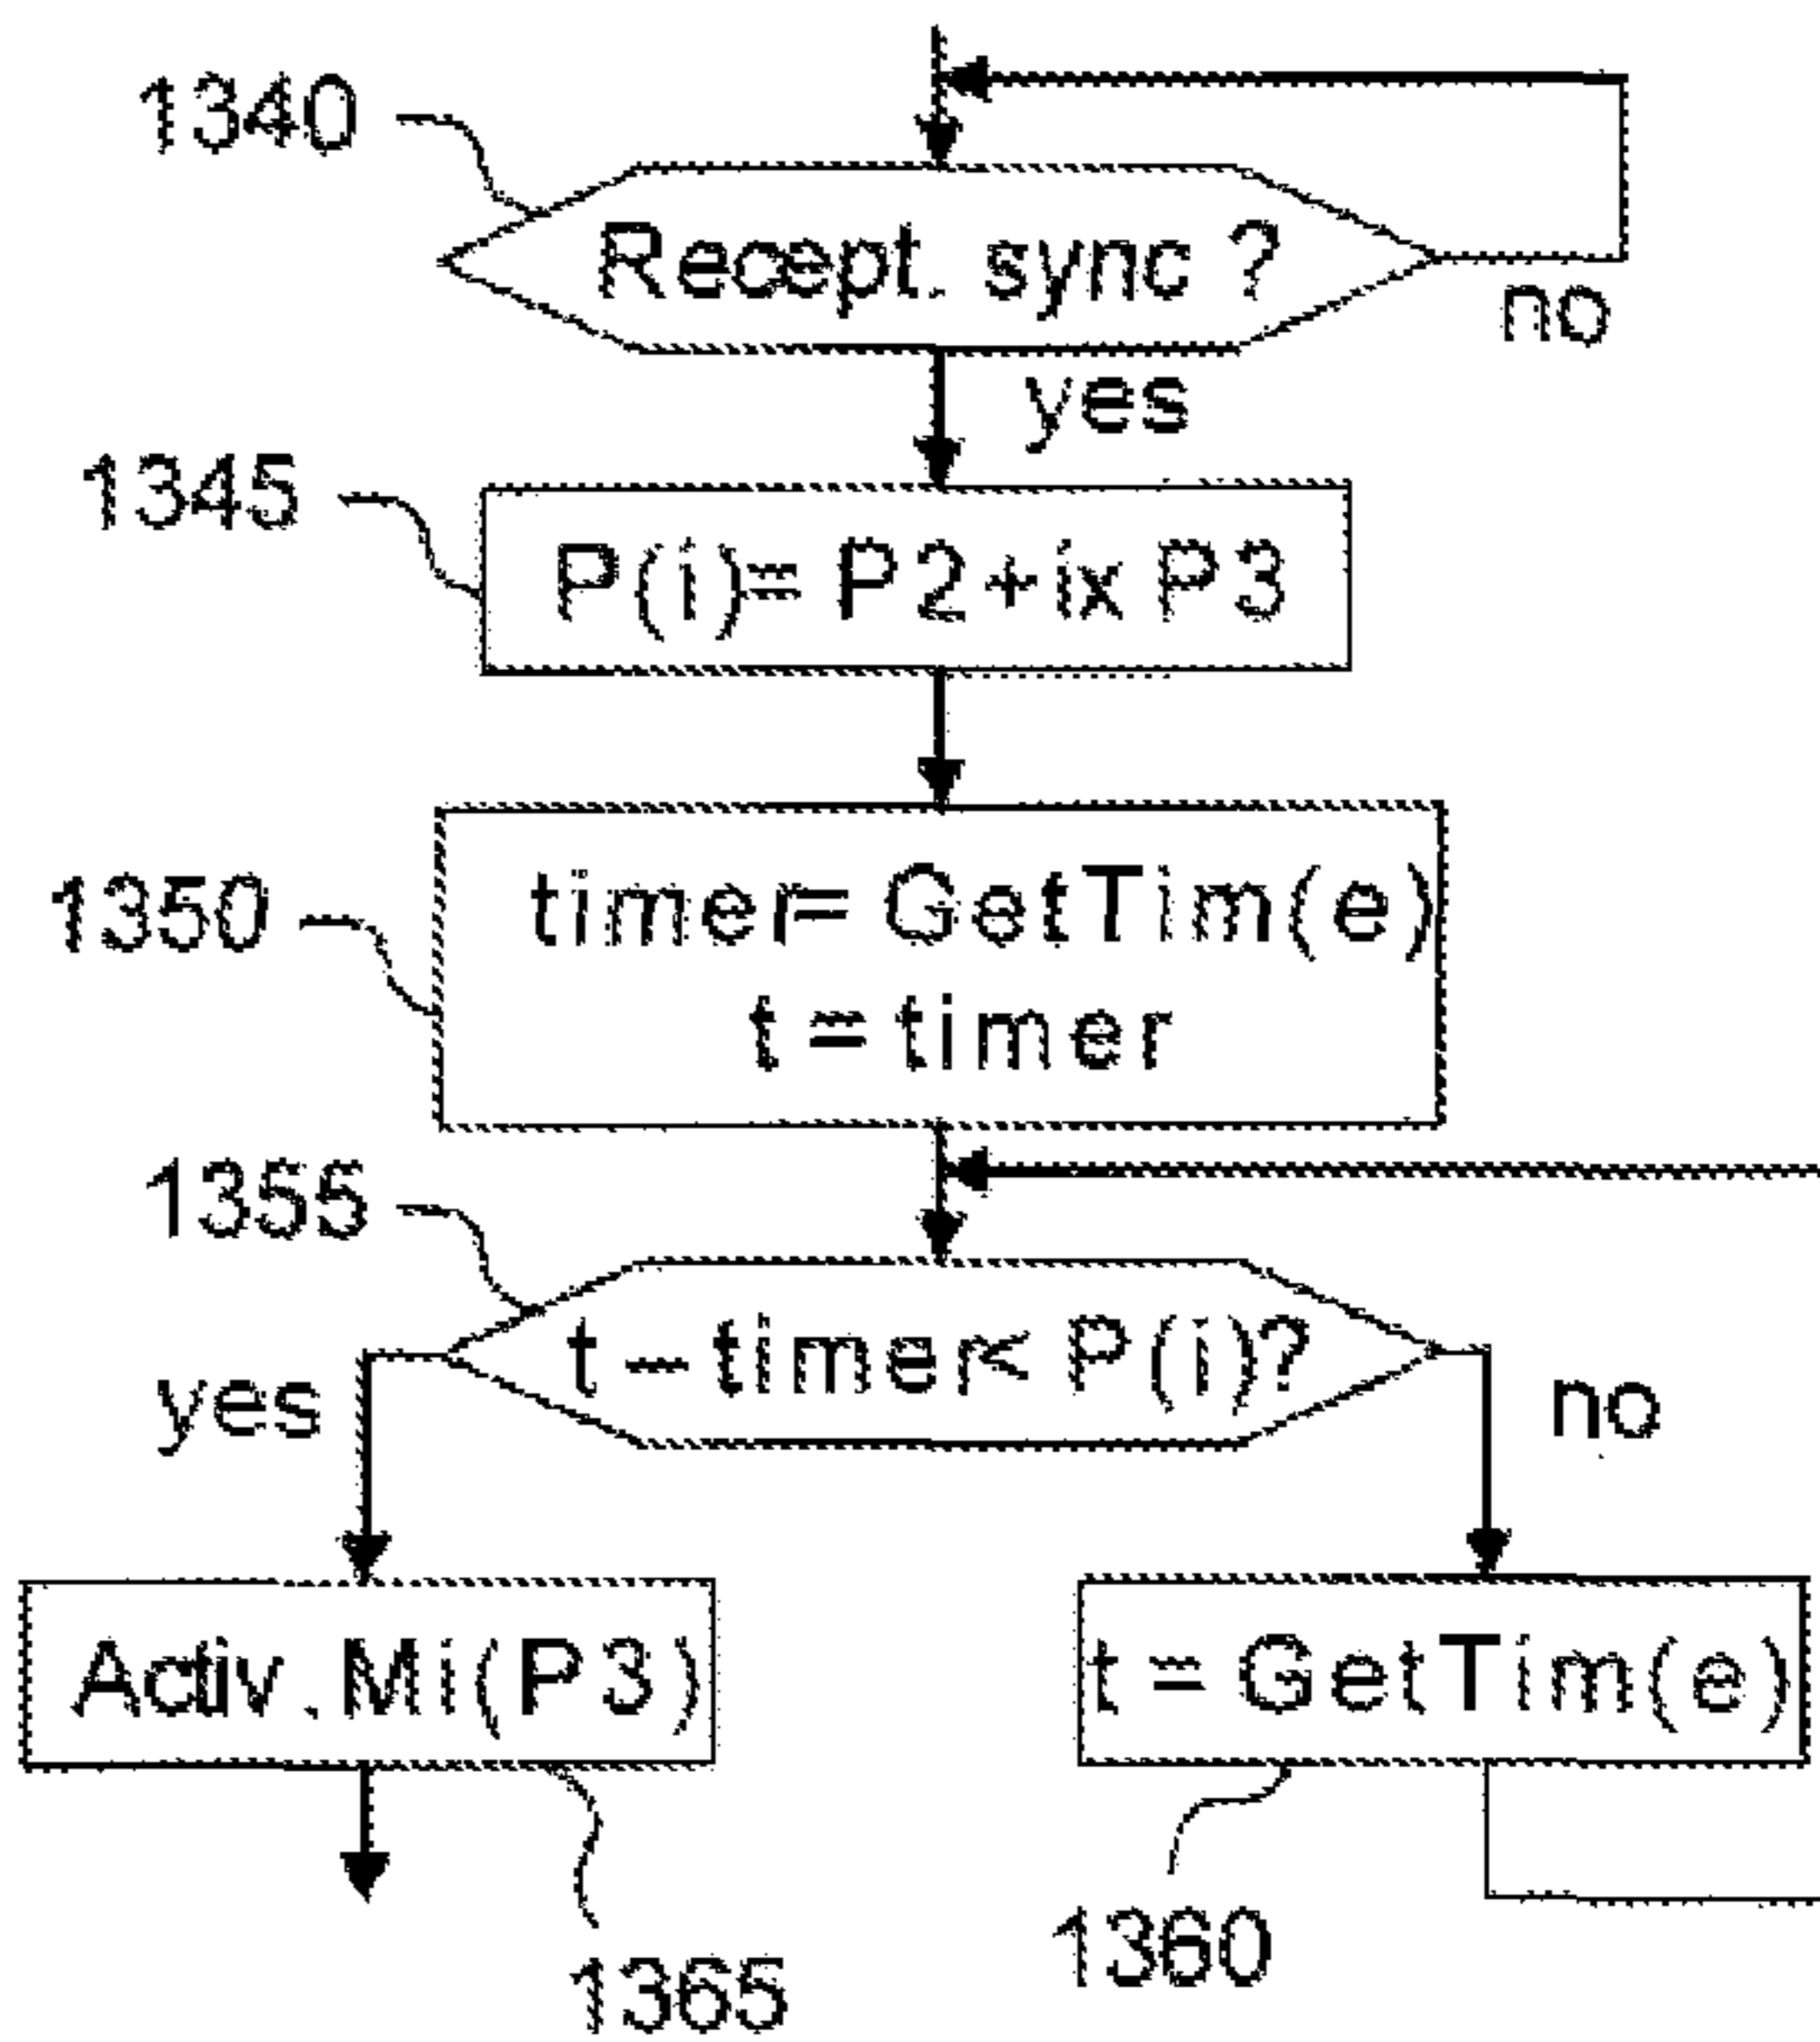 1340
Recept. sync ?
no
yes
1345
P(i)= P2+ix P3
1350
timer= GetTim(e)
t = timer
1355
t – timer< P(i)?
yes
no
Activ. Mi(P3)
t = GetTim(e)
1360
1365